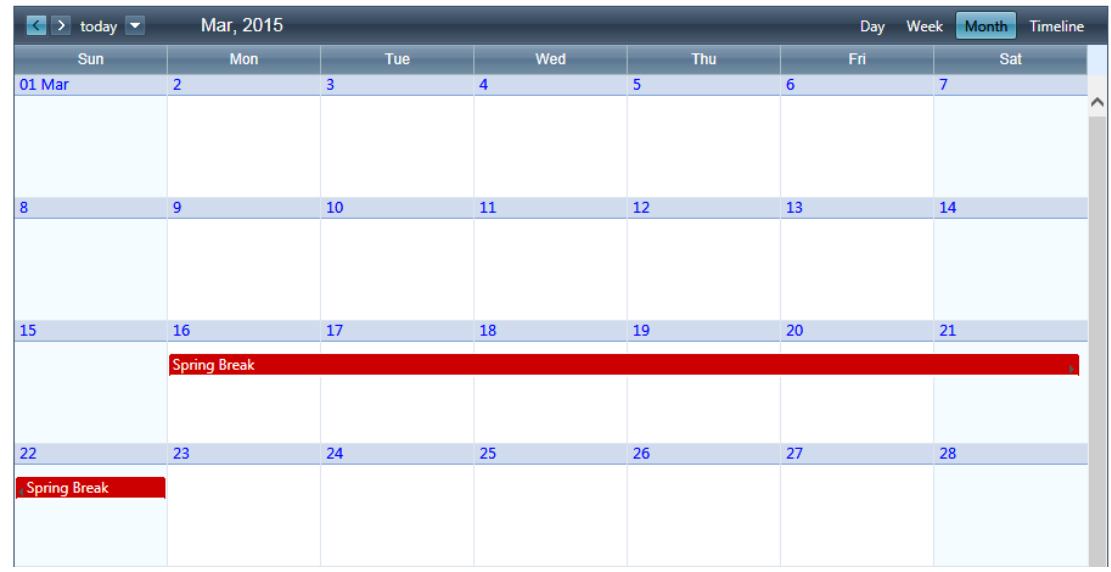 today Mar, 2015 Day Week Month Timeline
Sun Mon Tue Wed Thu Fri Sat
01 Mar 2 3 4 5 6 7
8 9 10 11 12 13 14
15 16 17 18 19 20 21
Spring Break
22 23 24 25 26 27 28
Spring Break